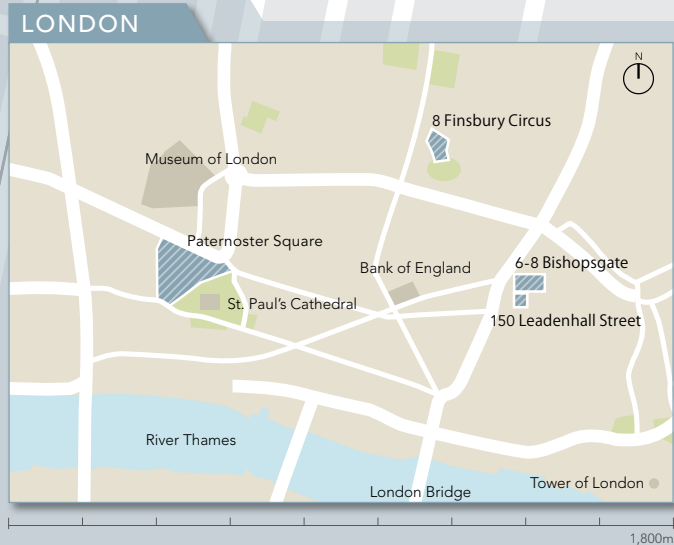 LONDON
N
8 Finsbury Circus
Museum of London
Paternoster Square
6-8 Bishopsgate
Bank of England
St. Paul's Cathedral
150 Leadenhall Street
River Thames
Tower of London
London Bridge
1,800m